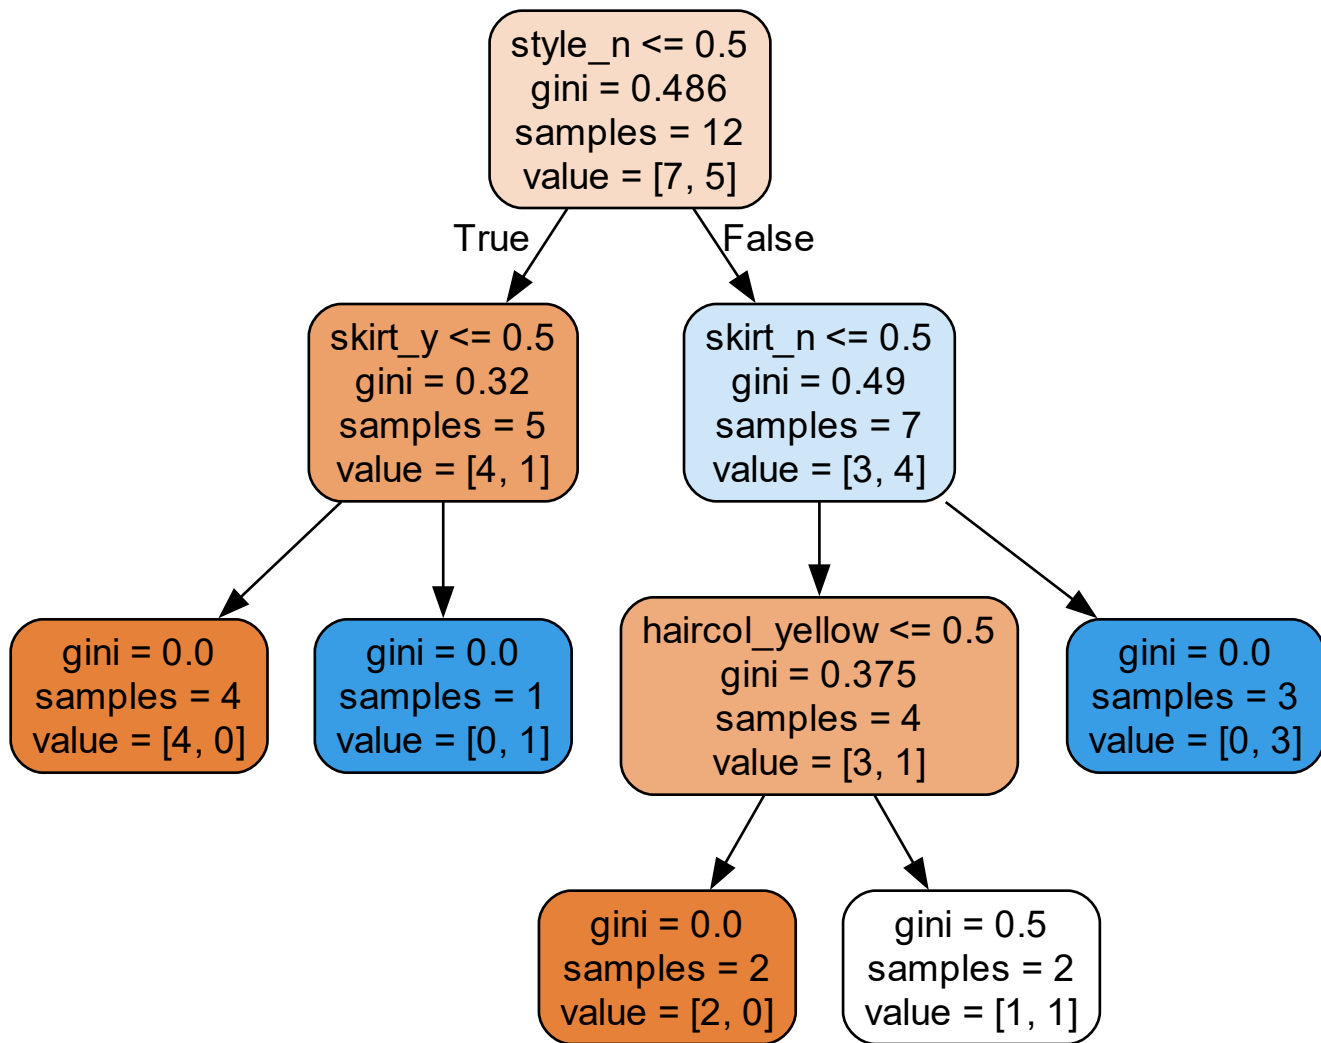 style_n <= 0.5
gini = 0.486
samples = 12
value = [7, 5]
True
False
skirt_y <= 0.5
gini = 0.32
samples = 5
value = [4, 1]
skirt_n <= 0.5
gini = 0.49
samples = 7
value = [3, 4]
gini = 0.0
samples = 4
value = [4, 0]
gini = 0.0
samples = 1
value = [0, 1]
haircol_yellow <= 0.5
gini = 0.375
samples = 4
value = [3, 1]
gini = 0.0
samples = 3
value = [0, 3]
gini = 0.0
samples = 2
value = [2, 0]
gini = 0.5
samples = 2
value = [1, 1]